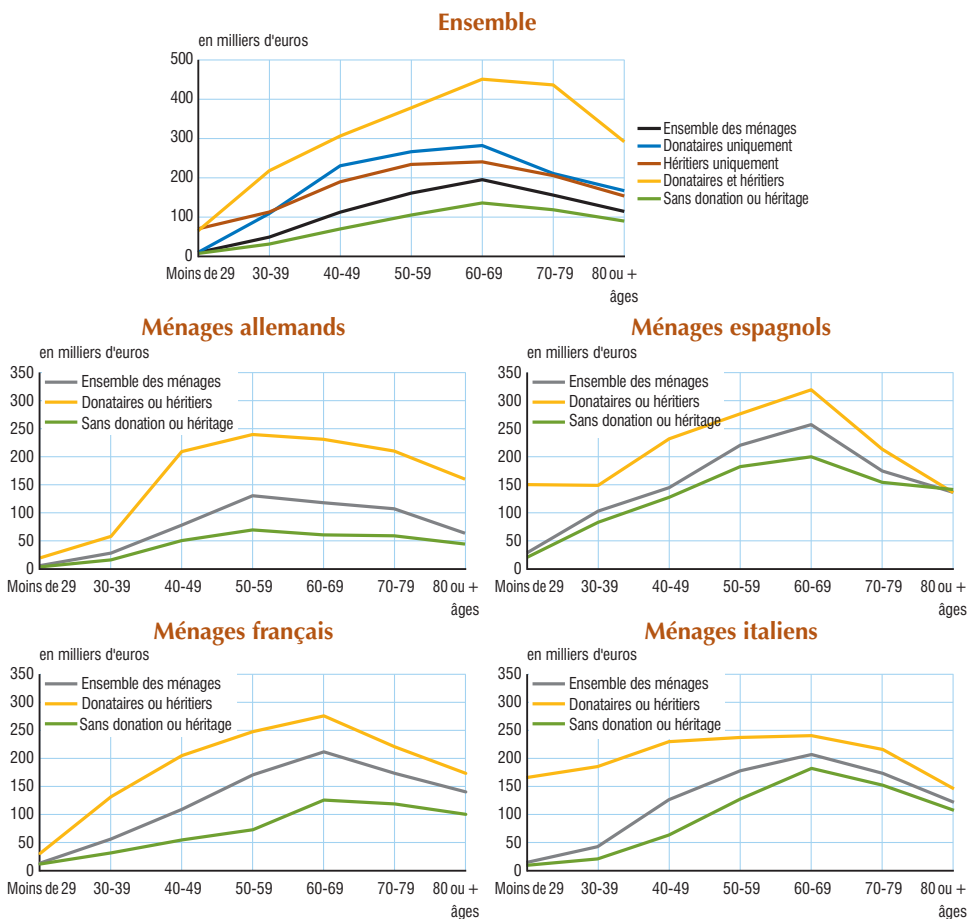 Ensemble
en milliers d'euros
500
400
300
200
100
0
Moins de 29 30-39 40-49 50-59 60-69 70-79 80 ou +
âges
Ensemble des ménages
Donataires uniquement
Héritiers uniquement
Donataires et héritiers
Sans donation ou héritage
Ménages allemands
en milliers d'euros
350
300
250
200
150
100
50
0
Ensemble des ménages
Donataires ou héritiers
Sans donation ou héritage
Moins de 29 30-39 40-49 50-59 60-69 70-79 80 ou +
âges
Ménages espagnols
en milliers d'euros
350
300
250
200
150
100
50
0
Ensemble des ménages
Donataires ou héritiers
Sans donation ou héritage
Moins de 29 30-39 40-49 50-59 60-69 70-79 80 ou +
âges
Ménages français
en milliers d'euros
350
300
250
200
150
100
50
0
Ensemble des ménages
Donataires ou héritiers
Sans donation ou héritage
Moins de 29 30-39 40-49 50-59 60-69 70-79 80 ou +
âges
Ménages italiens
en milliers d'euros
350
300
250
200
150
100
50
0
Ensemble des ménages
Donataires ou héritiers
Sans donation ou héritage
Moins de 29 30-39 40-49 50-59 60-69 70-79 80 ou +
âges